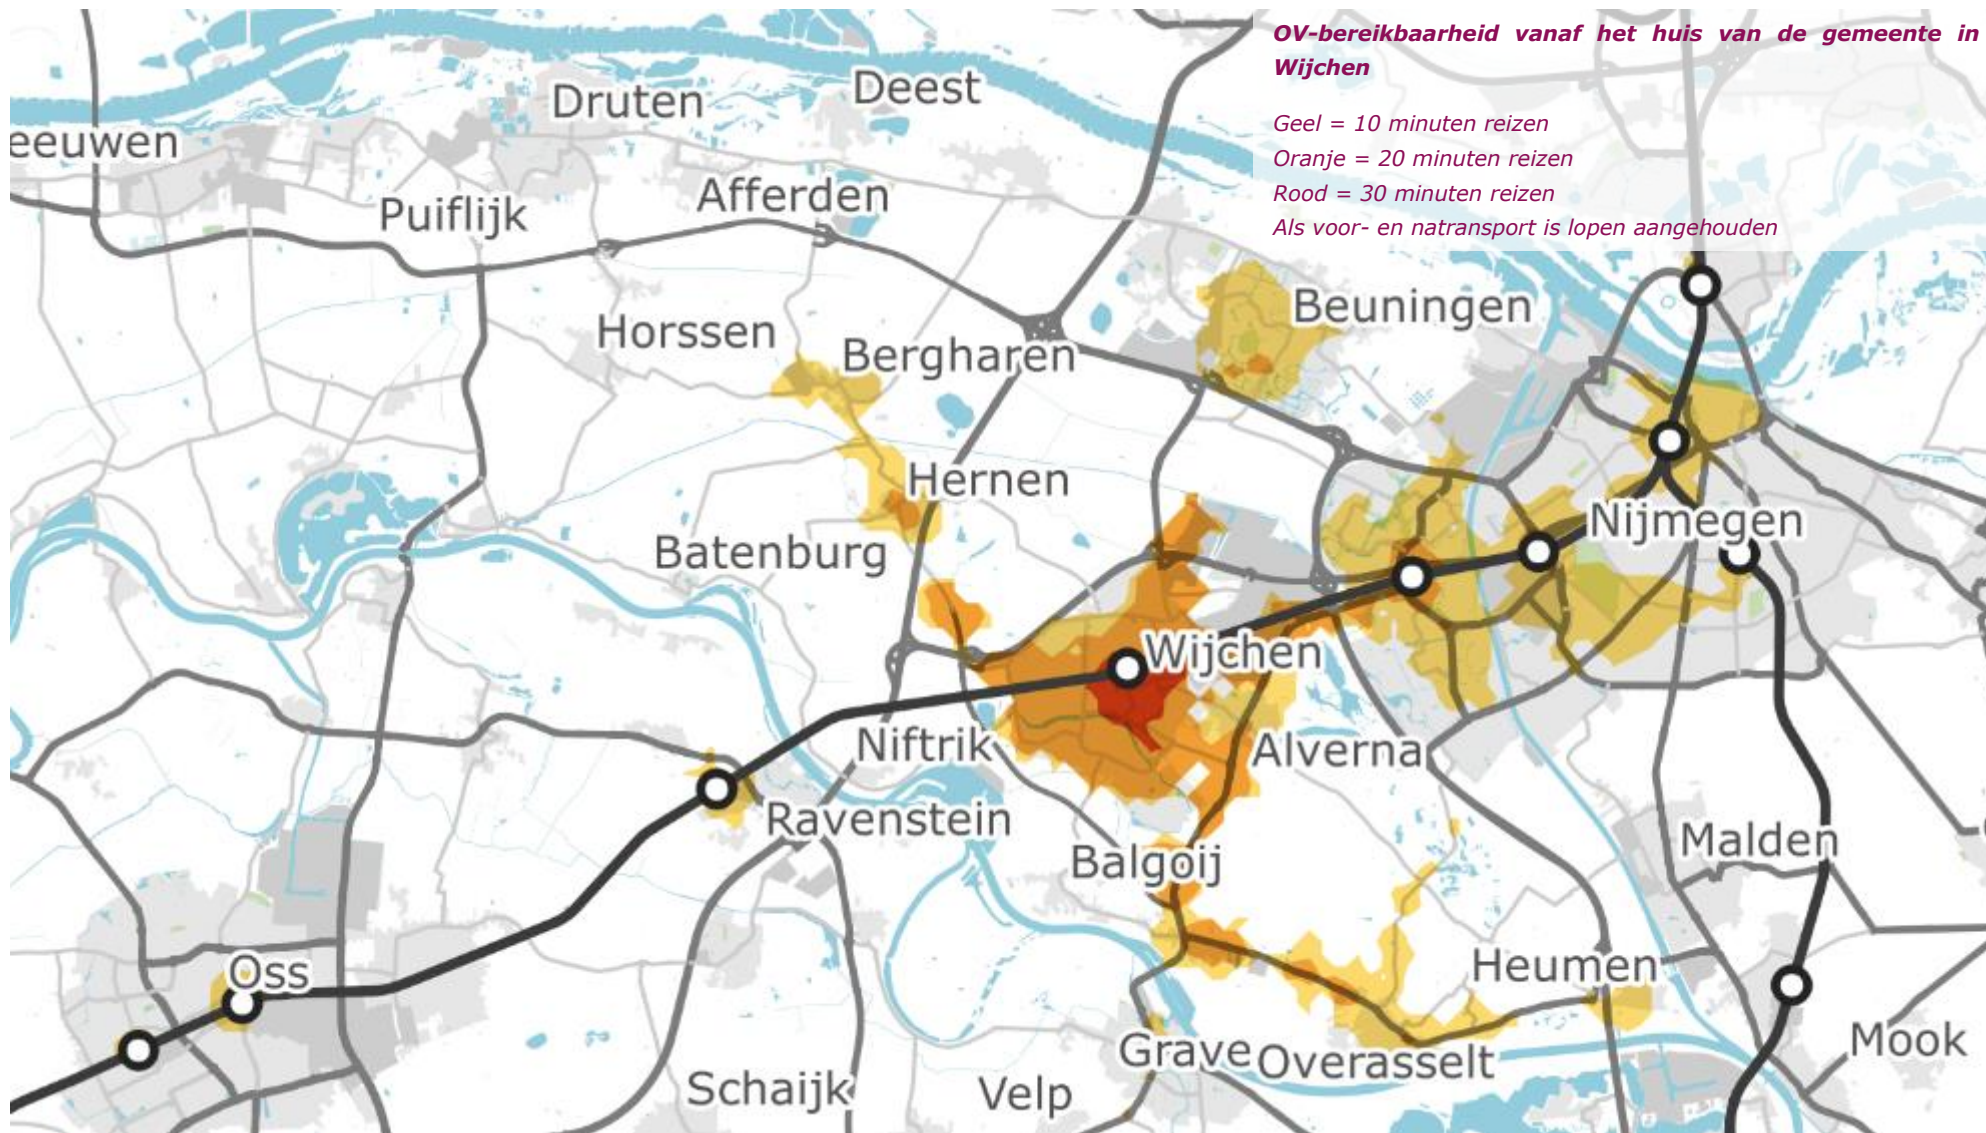 OV-bereikbaarheid vanaf het huis van de gemeente in
Wijchen
Geel = 10 minuten reizen
Oranje = 20 minuten reizen
Rood = 30 minuten reizen
Als voor- en natransport is lopen aangehouden
Deest
Druten
eeuwen
Afferden
Puiflijk
Beuningen
Horssen
Bergharen
Hernen
Nijmegen
Batenburg
Wijchen
Niftrik
Alverna
Ravenstein
Malden
Balgoij
Heumen
Oss
Mook
Grave
Overasselt
Schaijk
Velp